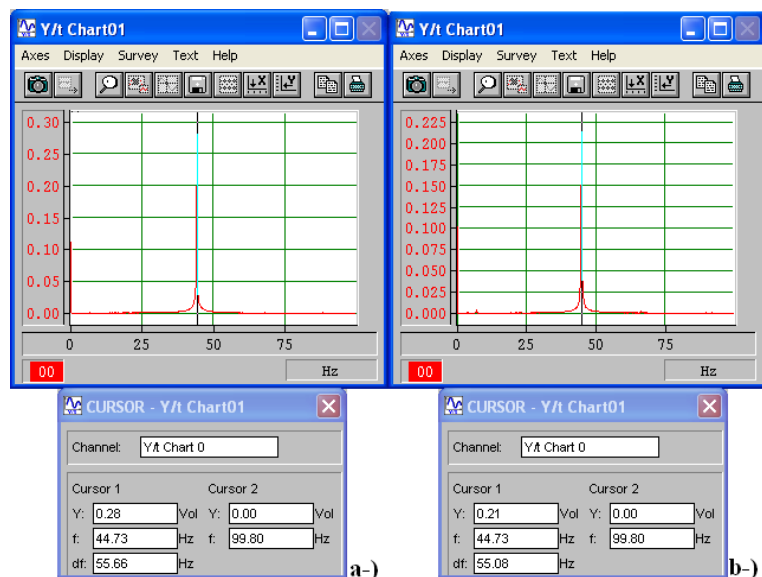 Y/t Chart01
Axes Display Survey Text Help
0.30
0.25
0.20
0.15
0.10
0.05
0.00
0 25 50 75
00 Hz
CURSOR - Y/t Chart01
Channel: Y/t Chart 0
Cursor 1 Cursor 2
Y: 0.28 Vol Y: 0.00 Vol
f: 44.73 Hz f: 99.80 Hz
df: 55.66 Hz
a-)
Y/t Chart01
Axes Display Survey Text Help
0.225
0.200
0.175
0.150
0.125
0.100
0.075
0.050
0.025
0.000
0 25 50 75
00 Hz
CURSOR - Y/t Chart01
Channel: Y/t Chart 0
Cursor 1 Cursor 2
Y: 0.21 Vol Y: 0.00 Vol
f: 44.73 Hz f: 99.80 Hz
df: 55.08 Hz
b-)